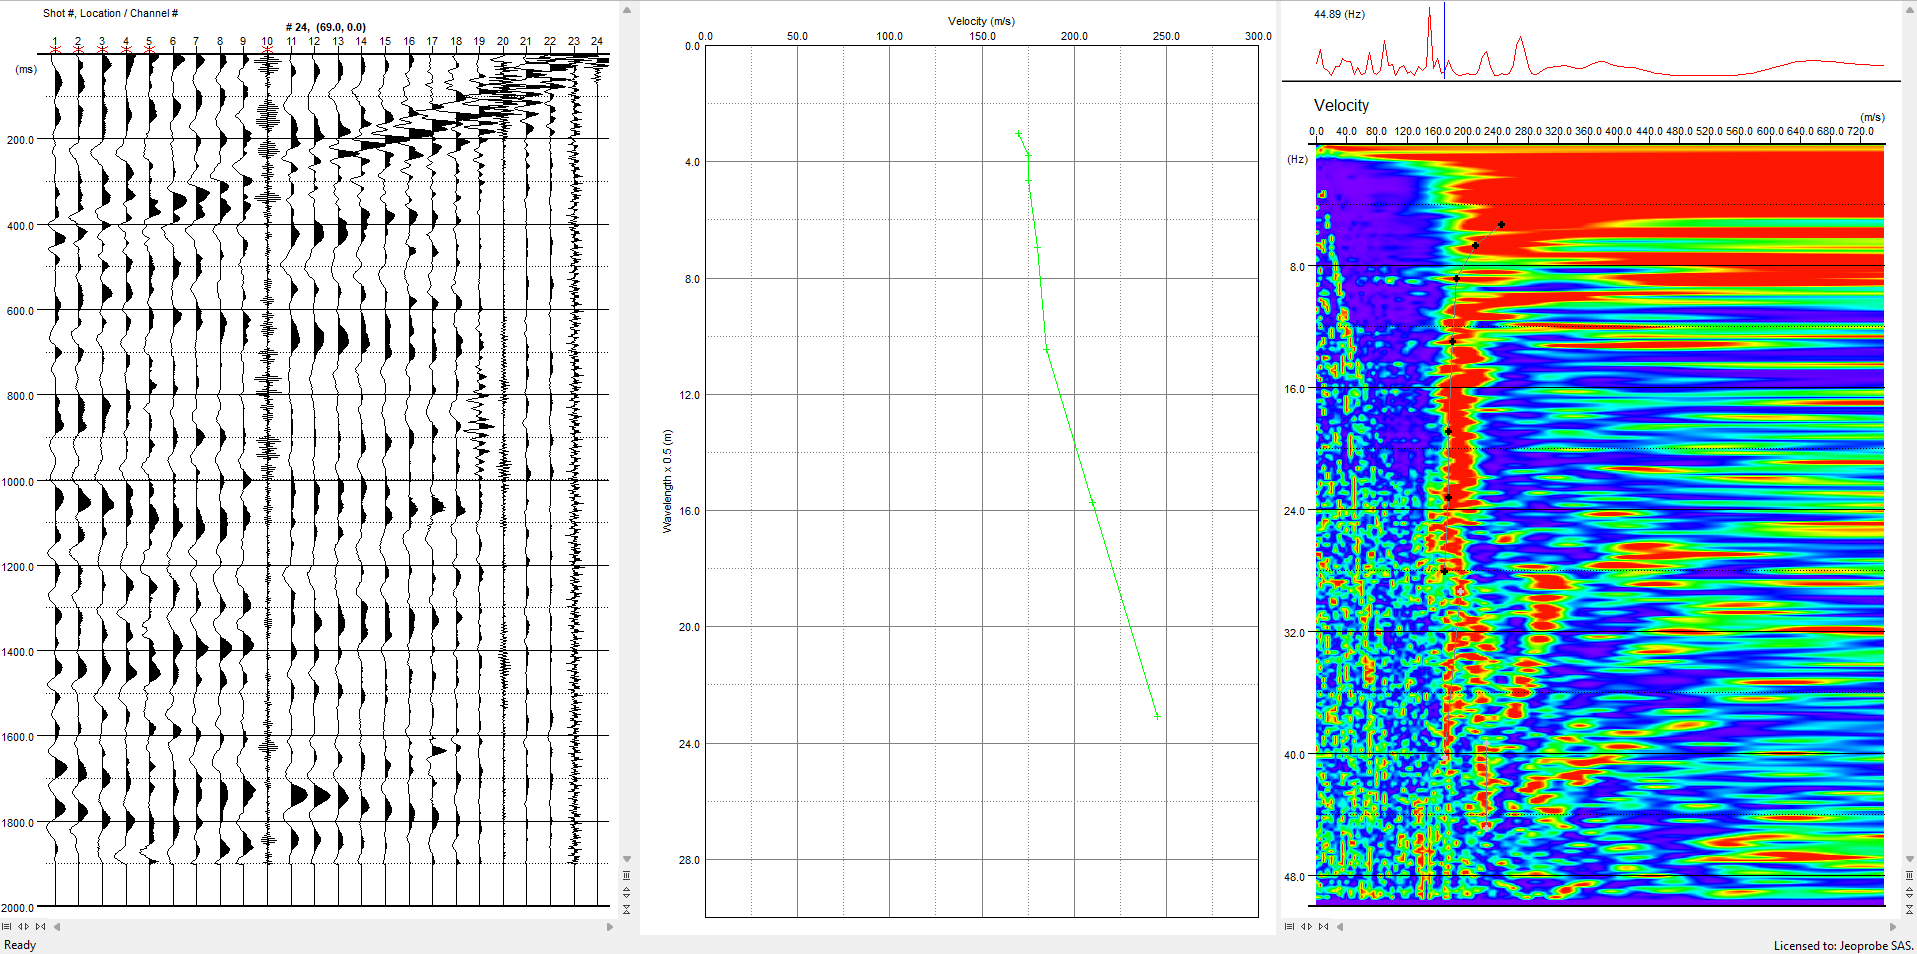 Shot #, Location / Channel #
# 24, (69.0, 0.0)
1 2 3 4 5 6 7 8 9 10 11 12 13 14 15 16 17 18 19 20 21 22 23 24
(ms)
200.0
400.0
600.0
800.0
1000.0
1200.0
1400.0
1600.0
1800.0
2000.0
Velocity (m/s)
0.0 50.0 100.0 150.0 200.0 250.0 300.0
0.0
4.0
8.0
12.0
16.0
20.0
24.0
28.0
Wavelength x 0.5 (m)
44.89 (Hz)
Velocity
(m/s)
0.0 40.0 80.0 120.0 160.0 200.0 240.0 280.0 320.0 360.0 400.0 440.0 480.0 520.0 560.0 600.0 640.0 680.0 720.0
(Hz)
8.0
16.0
24.0
32.0
40.0
48.0
Ready
Licensed to: Jeoprobe SAS.